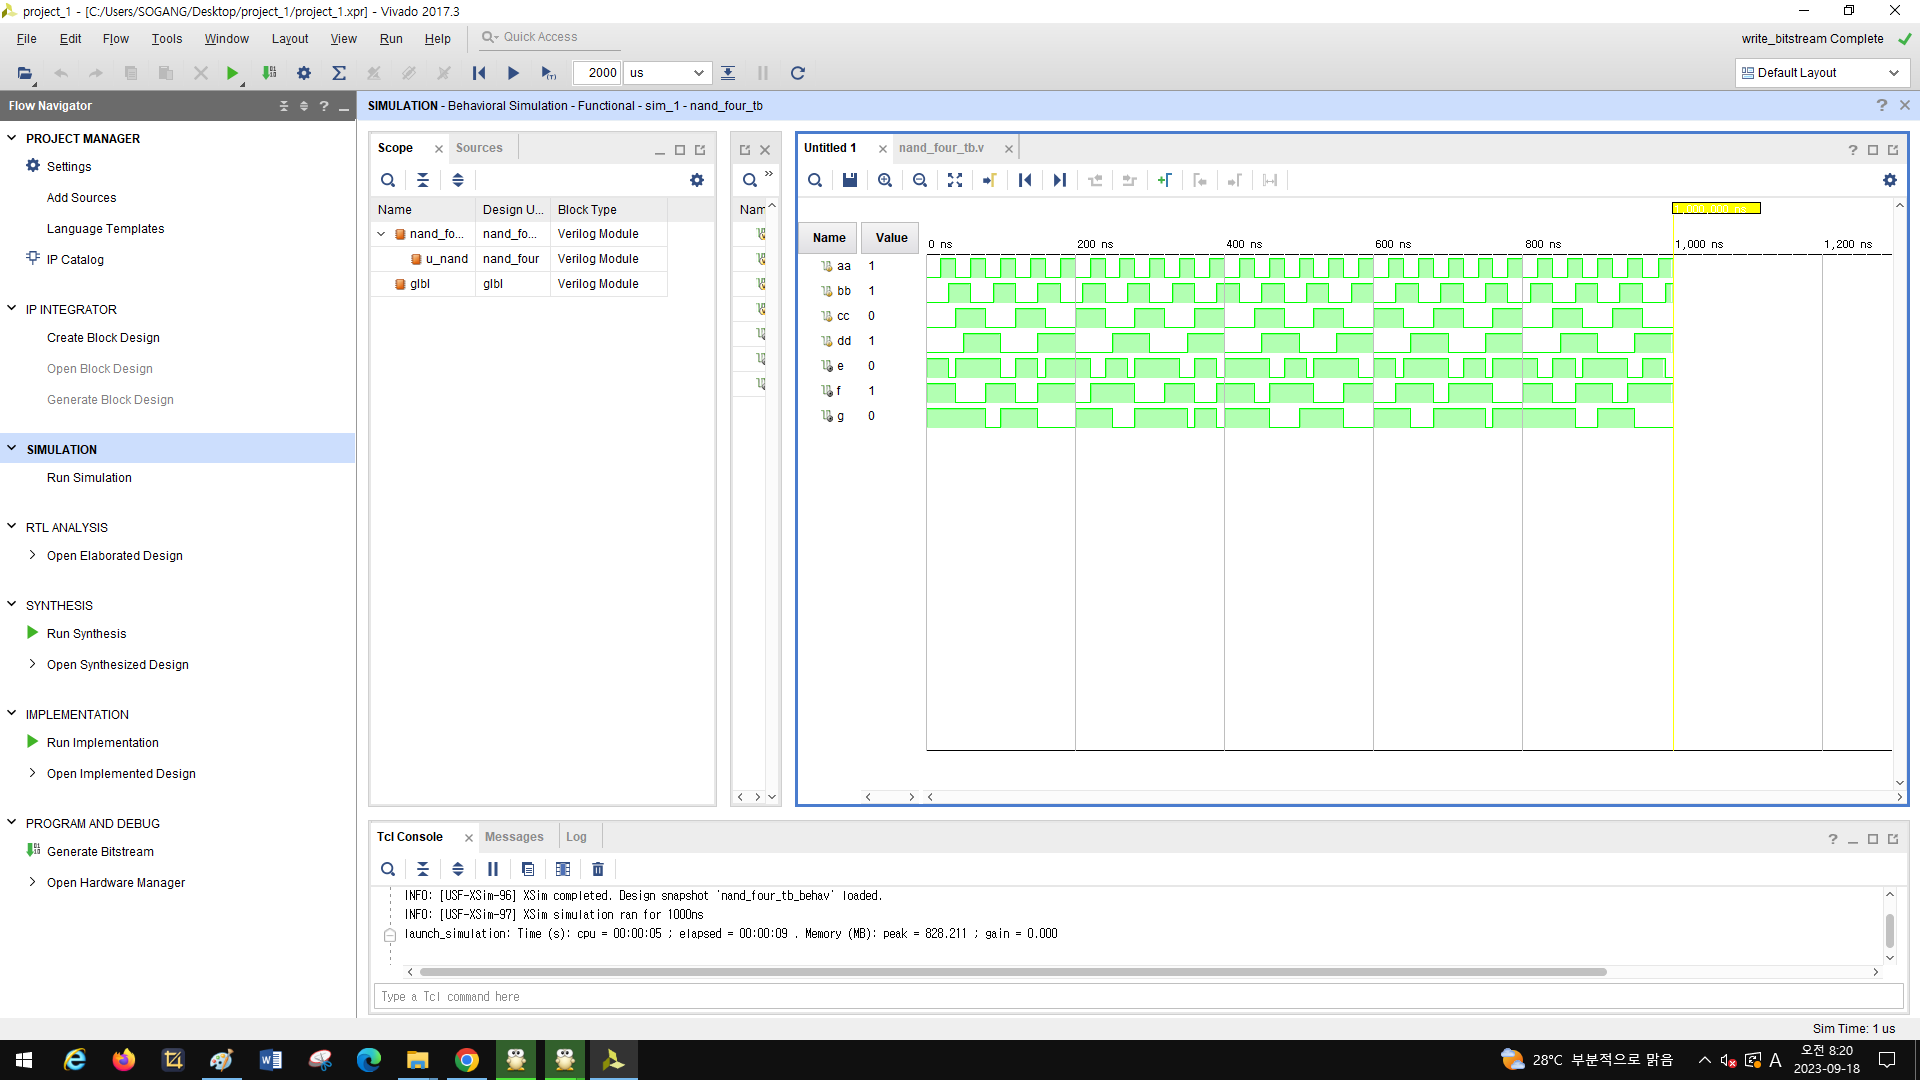 project_1 - [C:/Users/SOGANG/Desktop/project_1/project_1.xpr] - Vivado 2017.3
File Edit Flow Tools Window Layout View Run Help Quick Access
write_bitstream Complete
2000 us
Default Layout
Flow Navigator
SIMULATION - Behavioral Simulation - Functional - sim_1 - nand_four_tb
PROJECT MANAGER
Settings
Add Sources
Language Templates
IP Catalog
IP INTEGRATOR
Create Block Design
Open Block Design
Generate Block Design
SIMULATION
Run Simulation
RTL ANALYSIS
Open Elaborated Design
SYNTHESIS
Run Synthesis
Open Synthesized Design
IMPLEMENTATION
Run Implementation
Open Implemented Design
PROGRAM AND DEBUG
Generate Bitstream
Open Hardware Manager
Scope Sources
Name Design U... Block Type
nand_fo... nand_fo... Verilog Module
u_nand nand_four Verilog Module
glbl glbl Verilog Module
Nam
Untitled 1 nand_four_tb.v
Name Value
0 ns 200 ns 400 ns 600 ns 800 ns 1,000 ns 1,200 ns
aa 1
bb 1
cc 0
dd 1
e 0
f 1
g 0
Tcl Console Messages Log
INFO: [USF-XSim-96] XSim completed. Design snapshot 'nand_four_tb_behav' loaded.
INFO: [USF-XSim-97] XSim simulation ran for 1000ns
launch_simulation: Time (s): cpu = 00:00:05 ; elapsed = 00:00:09 . Memory (MB): peak = 828.211 ; gain = 0.000
Type a Tcl command here
Sim Time: 1 us
28°C 부분적으로 맑음
A
오전 8:20
2023-09-18